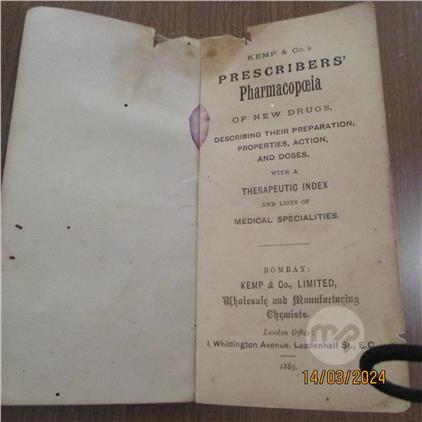 KEMP & Co.'s
PRESCRIBERS'
Pharmacopœia
OF NEW DRUGS,
DESCRIBING THEIR PREPARATION,
PROPERTIES, ACTION,
AND DOSES,
WITH A
THERAPEUTIC INDEX
AND LISTS OF
MEDICAL SPECIALITIES.
BOMBAY:
KEMP & Co., LIMITED,
Wholesale and Manufacturing
Chemists.
London Office:
1, Whittington Avenue, Leadenhall St., E.C.
1889.
mp
14/03/2024